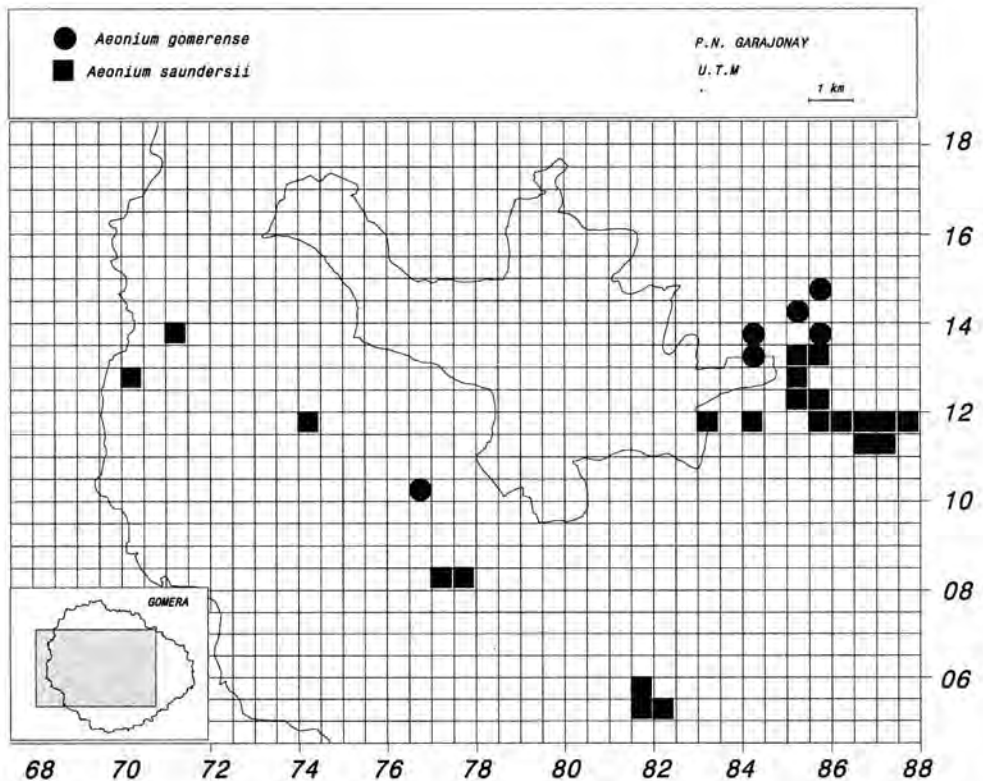 Aeonium gomerense
Aeonium saundersii
P.N. GARAJONAY
U.T.M
1 km
18
16
14
12
10
08
06
GOMERA
68 70 72 74 76 78 80 82 84 86 88